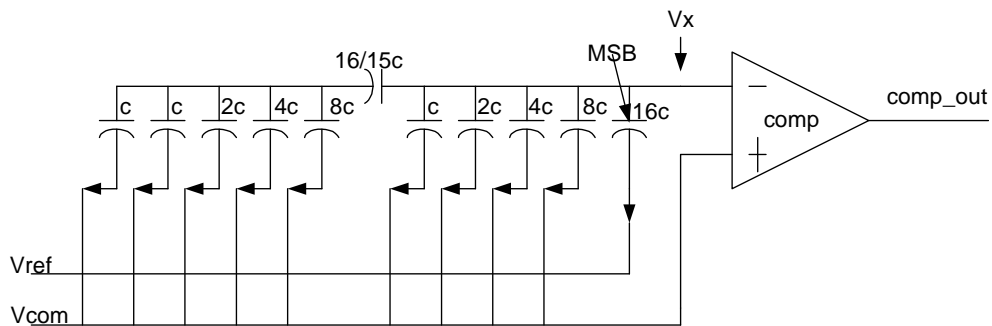 Vx
16/15c
MSB
c c 2c 4c 8c c 2c 4c 8c 16c
comp_out
comp
Vref
Vcom